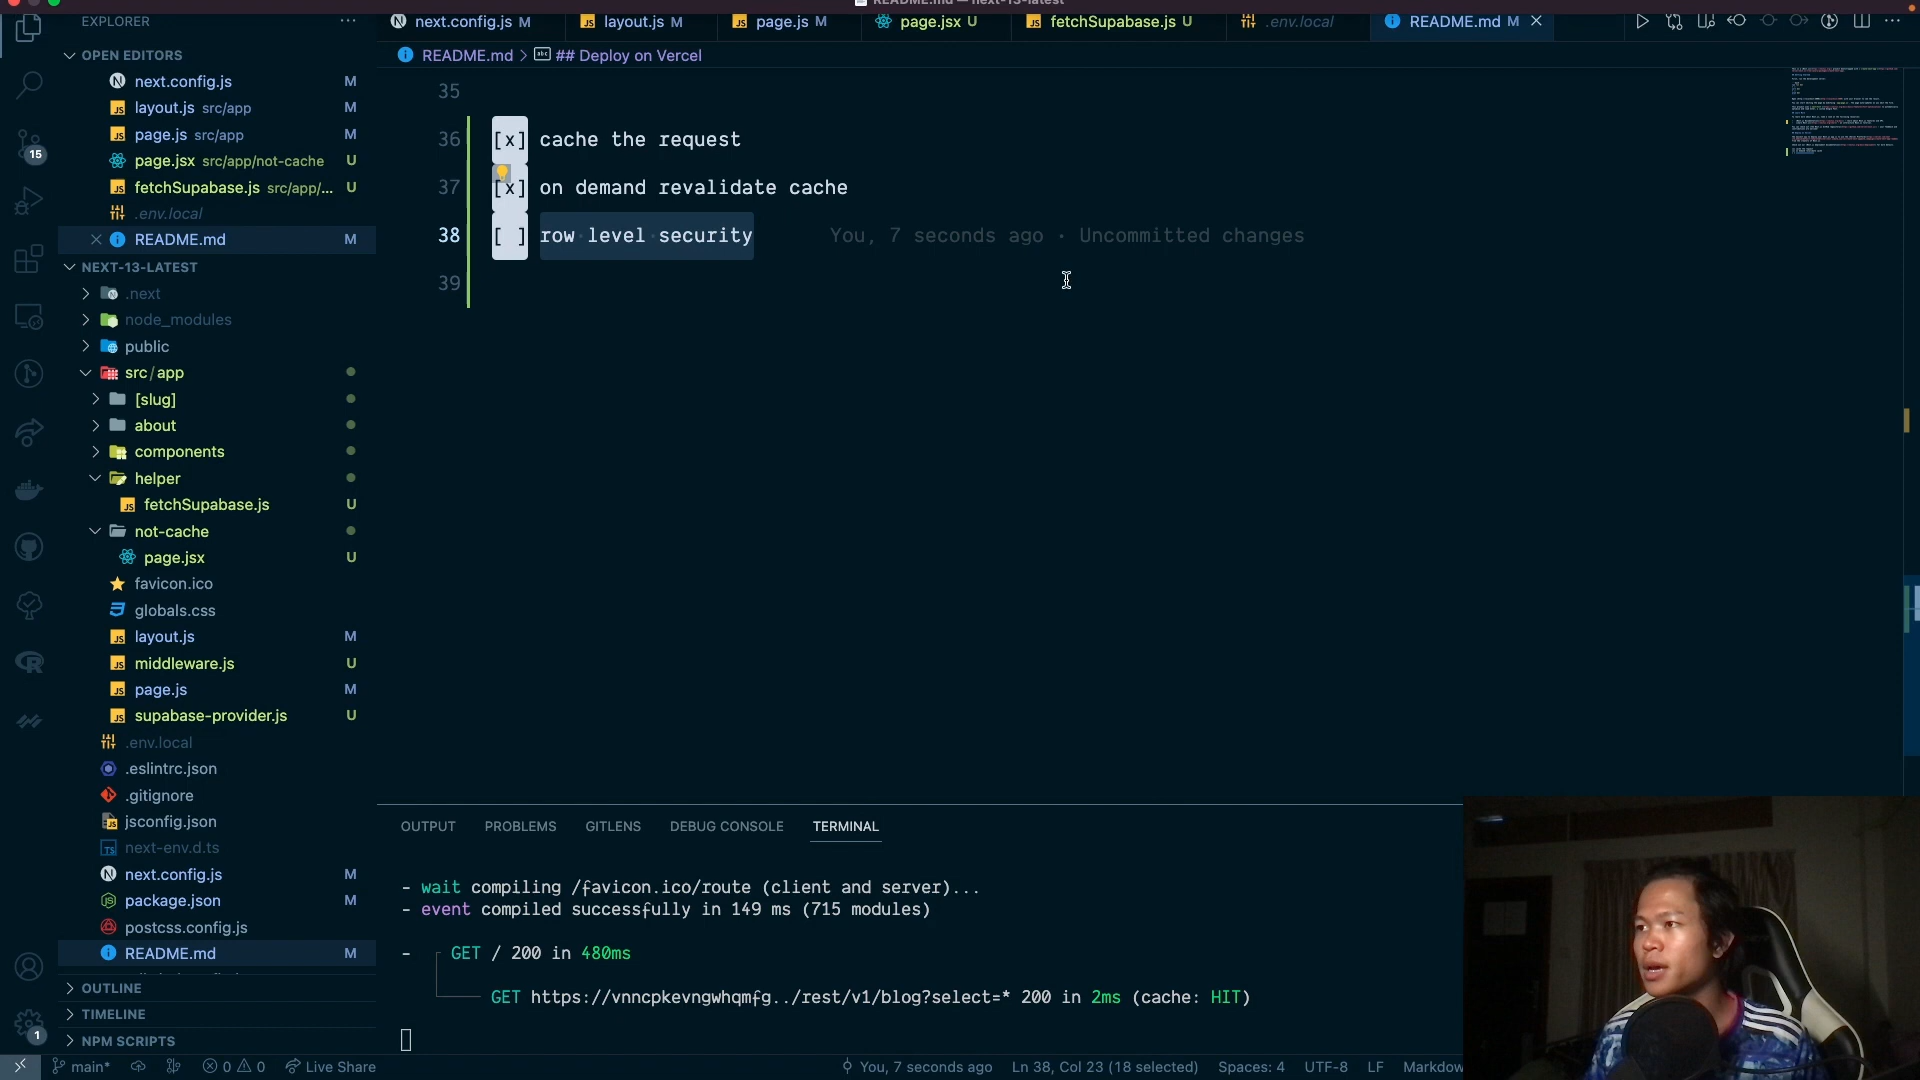 README.md — next-13-latest
EXPLORER
OPEN EDITORS
next.config.js M
layout.js src/app M
page.js src/app M
page.jsx src/app/not-cache U
fetchSupabase.js src/app/... U
.env.local
README.md M
NEXT-13-LATEST
.next
node_modules
public
src/app
[slug]
about
components
helper
fetchSupabase.js U
not-cache
page.jsx U
favicon.ico
globals.css
layout.js M
middleware.js U
page.js M
supabase-provider.js U
.env.local
.eslintrc.json
.gitignore
jsconfig.json
next-env.d.ts
next.config.js M
package.json M
postcss.config.js
README.md M
OUTLINE
TIMELINE
NPM SCRIPTS
15
1
next.config.js M layout.js M page.js M page.jsx U fetchSupabase.js U .env.local README.md M
README.md > ## Deploy on Vercel
35
36 [x] cache the request
37 [x] on demand revalidate cache
38 [ ] row level security You, 7 seconds ago · Uncommitted changes
39
OUTPUT PROBLEMS GITLENS DEBUG CONSOLE TERMINAL
- wait compiling /favicon.ico/route (client and server)...
- event compiled successfully in 149 ms (715 modules)
- GET / 200 in 480ms
GET https://vnncpkevngwhqmfg../rest/v1/blog?select=* 200 in 2ms (cache: HIT)
main* 0 0 Live Share You, 7 seconds ago Ln 38, Col 23 (18 selected) Spaces: 4 UTF-8 LF Markdow